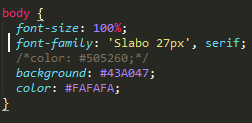 body {
font-size: 100%;
font-family: 'Slabo 27px', serif;
/*color: #505260;*/
background: #43A047;
color: #FAFAFA;
}